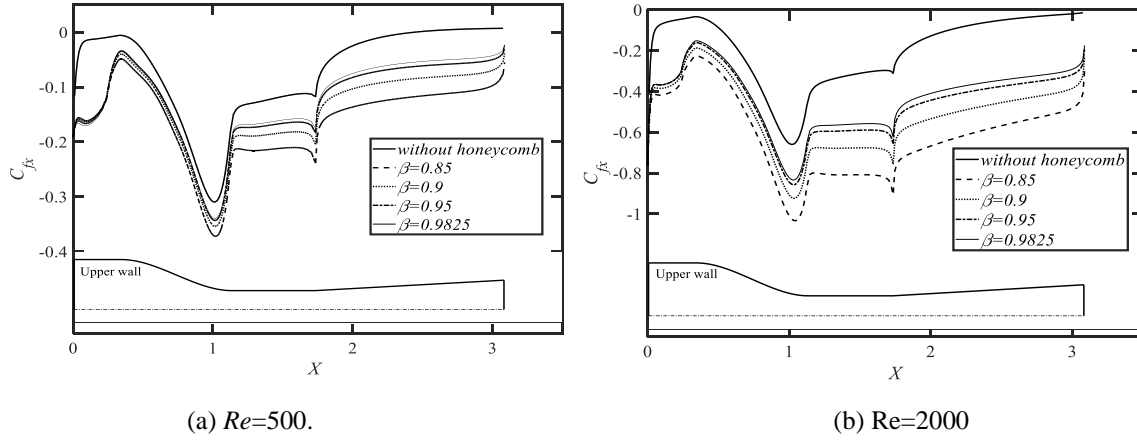 0
-0.1
-0.2
-0.3
-0.4
C_fx
without honeycomb
β=0.85
β=0.9
β=0.95
β=0.9825
Upper wall
0 1 2 3
X
(a) Re=500.
0
-0.2
-0.4
-0.6
-0.8
-1
C_fx
without honeycomb
β=0.85
β=0.9
β=0.95
β=0.9825
Upper wall
0 1 2 3
X
(b) Re=2000